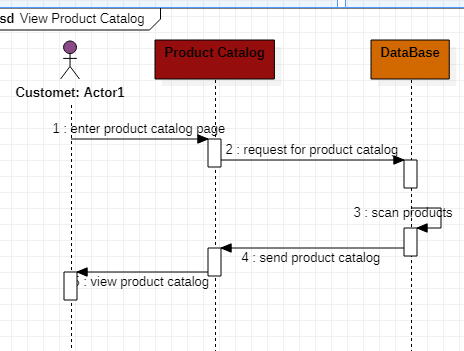 sd View Product Catalog
Product Catalog
DataBase
Customet: Actor1
1 : enter product catalog page
2 : request for product catalog
3 : scan products
4 : send product catalog
: view product catalog